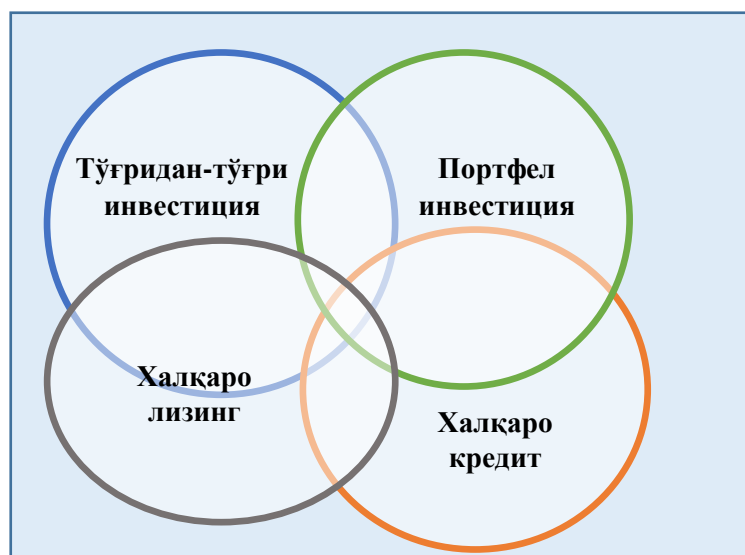 Тўғридан-тўғри
инвестиция
Портфел
инвестиция
Халқаро
лизинг
Халқаро
кредит